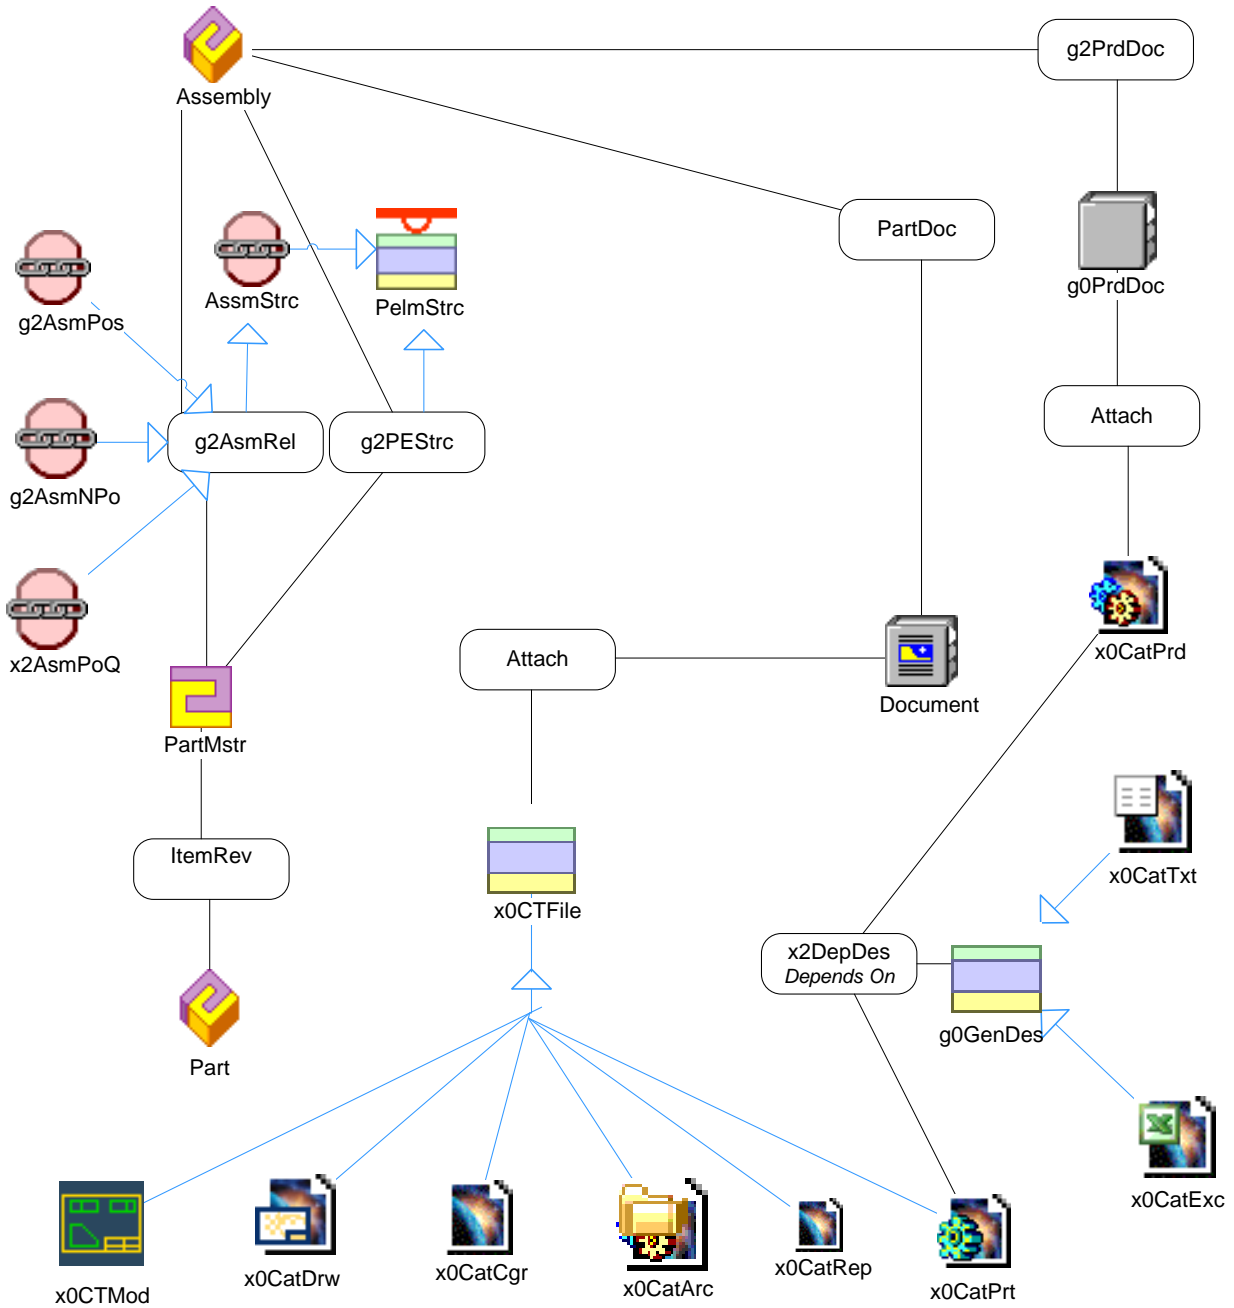 g2PrdDoc
Assembly
PartDoc
g0PrdDoc
AssmStrc
PelmStrc
g2AsmPos
Attach
g2AsmRel
g2PEStrc
g2AsmNPo
x0CatPrd
Attach
x2AsmPoQ
Document
PartMstr
ItemRev
x0CatTxt
x0CTFile
x2DepDes
Depends On
g0GenDes
Part
x0CatExc
x0CatRep
x0CatCgr
x0CatDrw
x0CatArc
x0CatPrt
x0CTMod